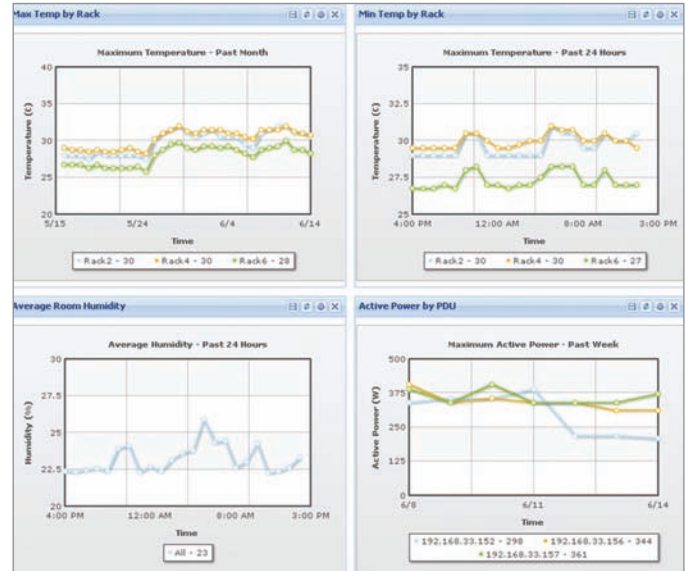 Max Temp by Rack
Maximum Temperature - Past Month
Temperature (C)
40
35
30
25
20
5/15
5/24
6/4
6/14
Time
Rack2 - 30
Rack4 - 30
Rack6 - 28
Min Temp by Rack
Maximum Temperature - Past 24 Hours
Temperature (C)
35
32.5
30
27.5
25
4:00 PM
12:00 AM
8:00 AM
3:00 PM
Time
Rack2 - 30
Rack4 - 30
Rack6 - 27
Average Room Humidity
Average Humidity - Past 24 Hours
Humidity (%)
30
27.5
25
22.5
20
4:00 PM
12:00 AM
8:00 AM
3:00 PM
Time
All - 23
Active Power by PDU
Maximum Active Power - Past Week
Active Power (W)
500
375
250
125
0
6/8
6/11
6/14
Time
192.168.33.152 - 298
192.168.33.156 - 344
192.168.33.157 - 361